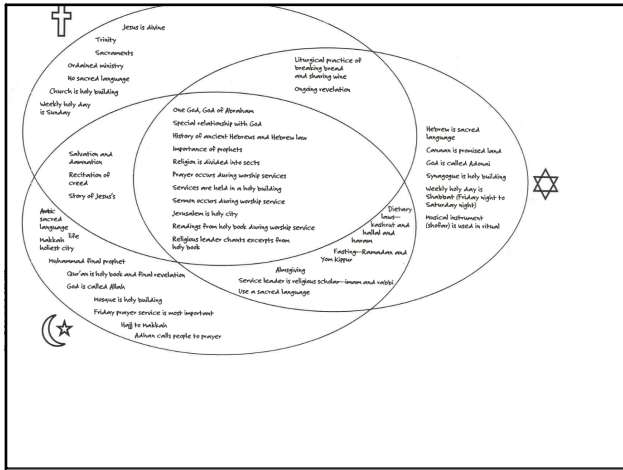 Jesus is divine
Trinity
Sacraments
Ordained ministry
No sacred language
Church is holy building
Weekly holy day
is Sunday
Liturgical practice of
breaking bread
and sharing wine
Ongoing revelation
One God, God of Abraham
Special relationship with God
History of ancient Hebrews and Hebrew law
Importance of prophets
Religion is divided into sects
Prayer occurs during worship services
Services are held in a holy building
Sermon occurs during worship
Jerusalem is holy city
Readings from holy book during worship service
Religious leader chants excerpts from
holy book
Hebrew is sacred
language
Canaan is promised land
God is called Adonai
Synagogue is holy building
Weekly holy day is
Shabbat (Friday night to
Saturday night)
Musical instrument
(shofar) is used in ritual
Salvation and
damnation
Recitation of
creed
Story of Jesus's
life
sacred
language
Makkah
holiest city
Muhammad final prophet
Qur'an is holy book and final revelation
God is called Allah
Mosque is holy building
Friday prayer service is most important
Hajj to Makkah
Adhan calls people to prayer
Dietary
laws—
kashrut and
hallal and
haram
Fasting—Ramadan and
Yom Kippur
Almsgiving
Service leader is religious scholar—imam and rabbi
Use a sacred language